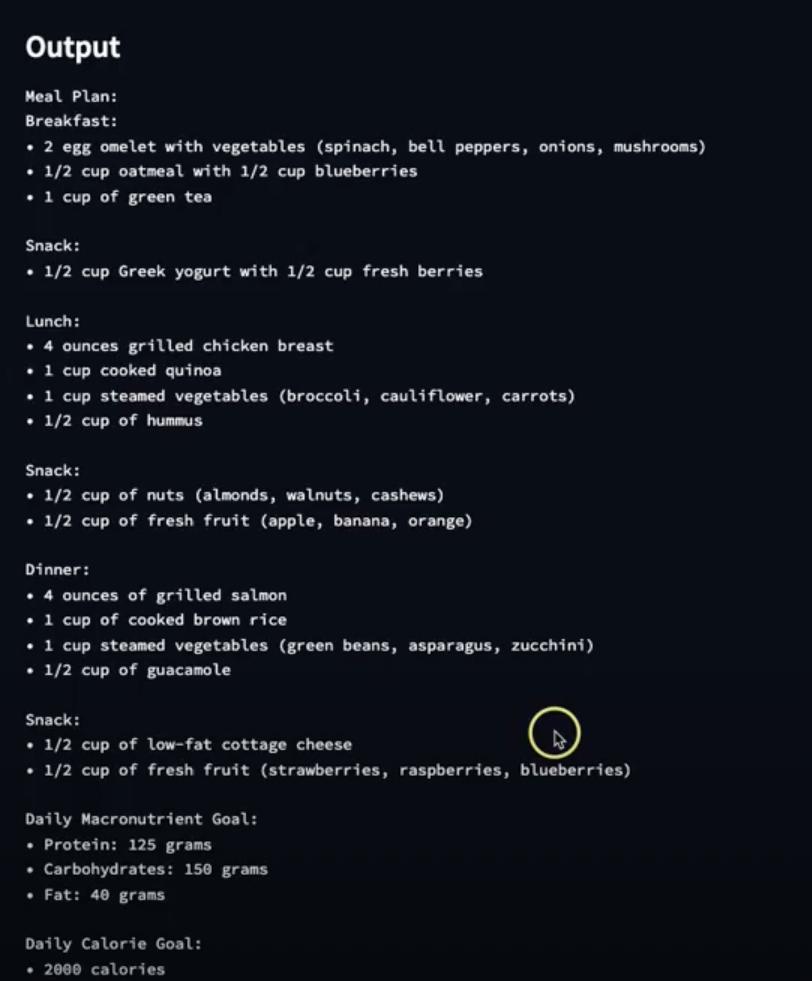 Output
Meal Plan:
Breakfast:
• 2 egg omelet with vegetables (spinach, bell peppers, onions, mushrooms)
• 1/2 cup oatmeal with 1/2 cup blueberries
• 1 cup of green tea
Snack:
• 1/2 cup Greek yogurt with 1/2 cup fresh berries
Lunch:
• 4 ounces grilled chicken breast
• 1 cup cooked quinoa
• 1 cup steamed vegetables (broccoli, cauliflower, carrots)
• 1/2 cup of hummus
Snack:
• 1/2 cup of nuts (almonds, walnuts, cashews)
• 1/2 cup of fresh fruit (apple, banana, orange)
Dinner:
• 4 ounces of grilled salmon
• 1 cup of cooked brown rice
• 1 cup steamed vegetables (green beans, asparagus, zucchini)
• 1/2 cup of guacamole
Snack:
• 1/2 cup of low-fat cottage cheese
• 1/2 cup of fresh fruit (strawberries, raspberries, blueberries)
Daily Macronutrient Goal:
• Protein: 125 grams
• Carbohydrates: 150 grams
• Fat: 40 grams
Daily Calorie Goal:
• 2000 calories